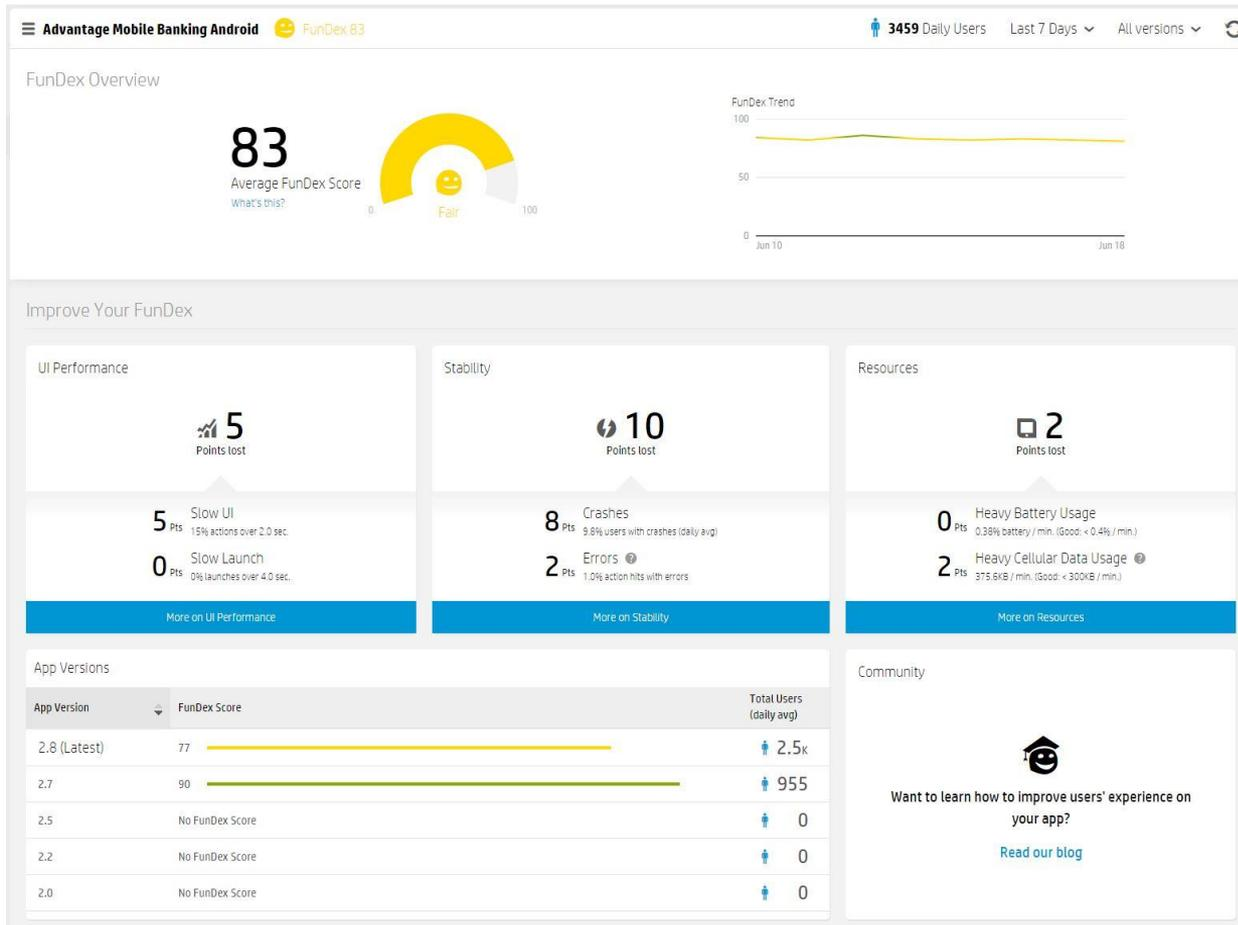 Advantage Mobile Banking Android FunDex 83 3459 Daily Users Last 7 Days All versions
FunDex Overview
83
Average FunDex Score
What's this?
0
Fair
100
FunDex Trend
100
50
0
Jun 10 Jun 18
Improve Your FunDex
UI Performance
5
Points lost
5 Pts Slow UI
15% actions over 2.0 sec.
0 Pts Slow Launch
0% launches over 4.0 sec.
More on UI Performance
Stability
10
Points lost
8 Pts Crashes
9.8% users with crashes (daily avg)
2 Pts Errors ?
1.0% action hits with errors
More on Stability
Resources
2
Points lost
0 Pts Heavy Battery Usage
0.38% battery / min. (Good: < 0.4% / min.)
2 Pts Heavy Cellular Data Usage ?
375.6KB / min. (Good: < 300KB / min.)
More on Resources
App Versions
App Version FunDex Score Total Users
(daily avg)
2.8 (Latest) 77 2.5K
2.7 90 955
2.5 No FunDex Score 0
2.2 No FunDex Score 0
2.0 No FunDex Score 0
Community
Want to learn how to improve users' experience on
your app?
Read our blog